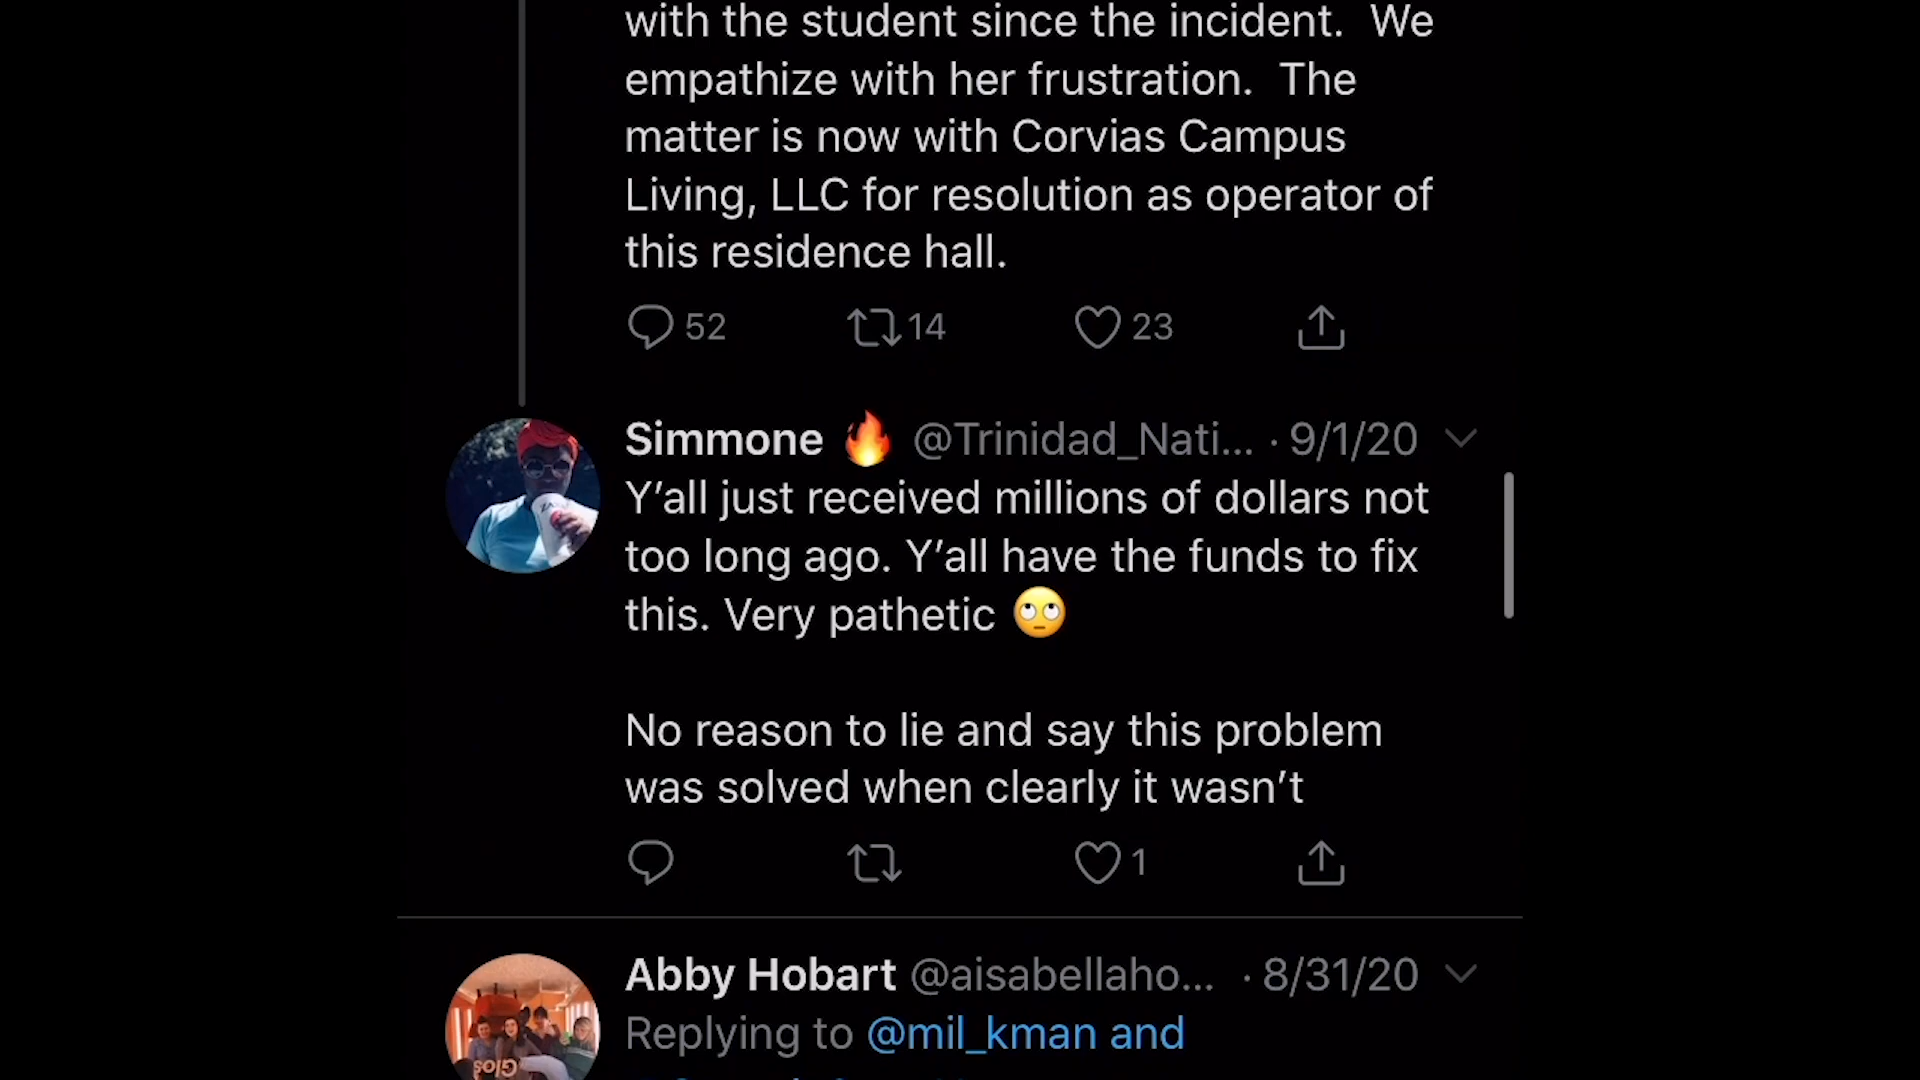 with the student since the incident. We
empathize with her frustration. The
matter is now with Corvias Campus
Living, LLC for resolution as operator of
this residence hall.
52 14 23
Simmone 🔥 @Trinidad_Nati... · 9/1/20
Y’all just received millions of dollars not
too long ago. Y’all have the funds to fix
this. Very pathetic 🙄
No reason to lie and say this problem
was solved when clearly it wasn’t
1
Abby Hobart @aisabellaho... · 8/31/20
Replying to @mil_kman and